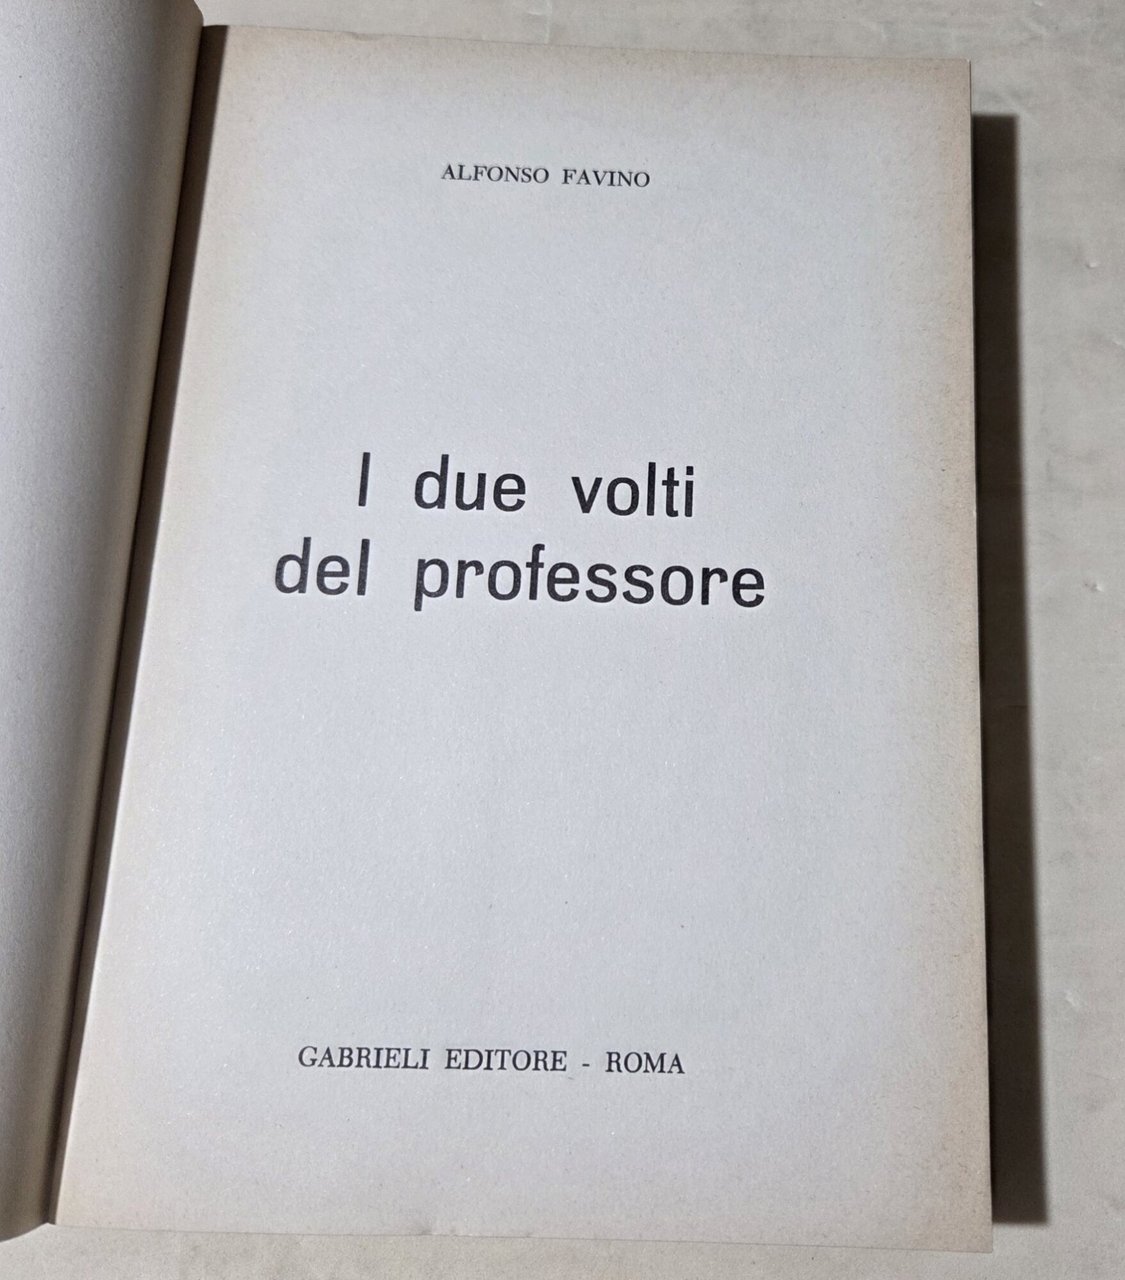 ALFONSO FAVINO
I due volti
del professore
GABRIELI EDITORE - ROMA